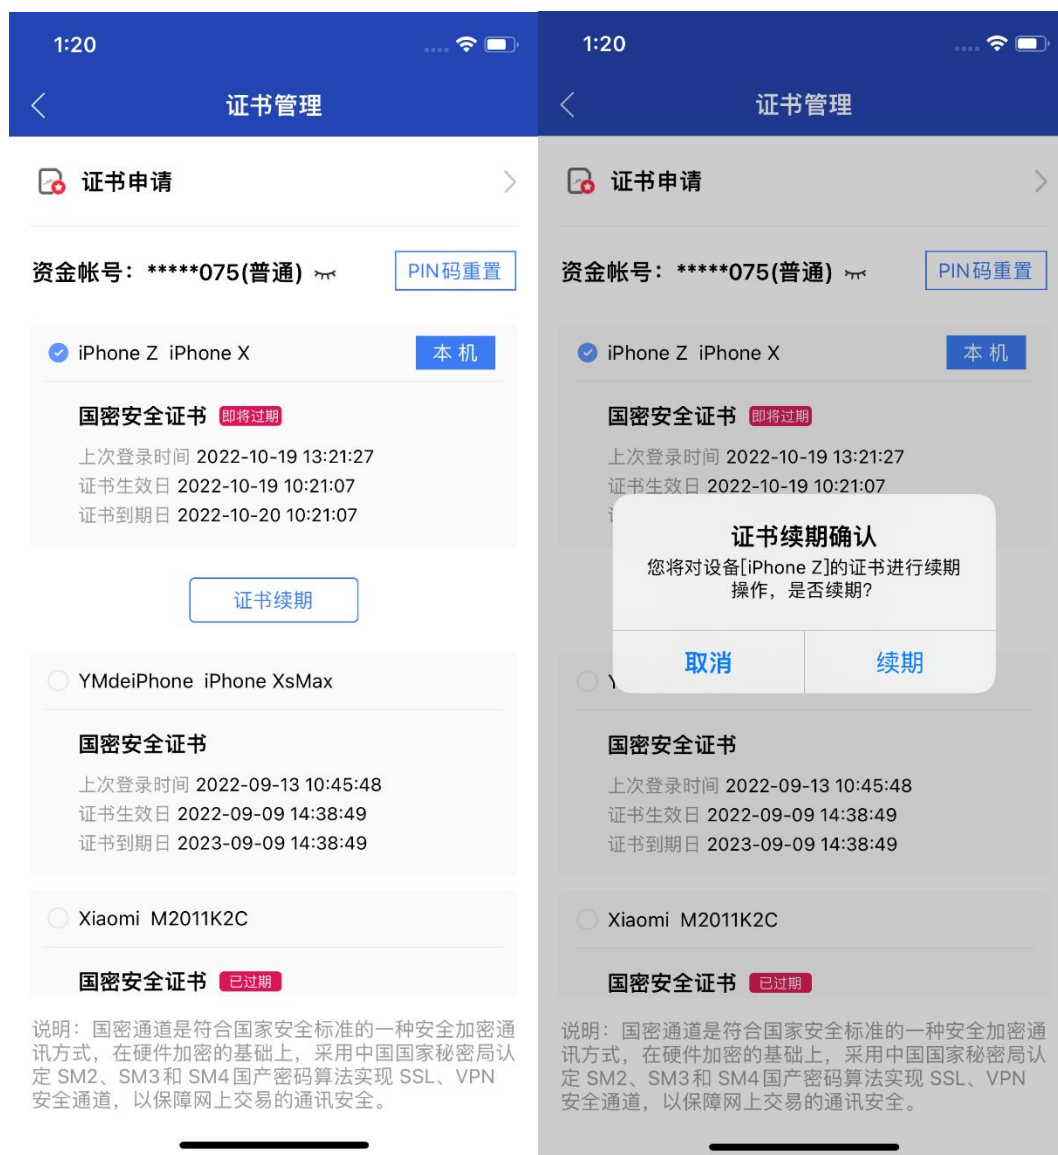 1:20
证书管理
证书申请
资金帐号：*****075(普通)
PIN码重置
iPhone Z iPhone X
本机
国密安全证书 即将过期
上次登录时间 2022-10-19 13:21:27
证书生效日 2022-10-19 10:21:07
证书到期日 2022-10-20 10:21:07
证书续期
YMdeiPhone iPhone XsMax
国密安全证书
上次登录时间 2022-09-13 10:45:48
证书生效日 2022-09-09 14:38:49
证书到期日 2023-09-09 14:38:49
Xiaomi M2011K2C
国密安全证书 已过期
说明：国密通道是符合国家安全标准的一种安全加密通
讯方式，在硬件加密的基础上，采用中国国家秘密局认
定 SM2、SM3 和 SM4 国产密码算法实现 SSL、VPN
安全通道，以保障网上交易的通讯安全。
1:20
证书管理
证书申请
资金帐号：*****075(普通)
PIN码重置
iPhone Z iPhone X
本机
国密安全证书 即将过期
上次登录时间 2022-10-19 13:21:27
证书生效日 2022-10-19 10:21:07
证书续期确认
您将对设备[iPhone Z]的证书进行续期
操作，是否续期？
取消
续期
国密安全证书
上次登录时间 2022-09-13 10:45:48
证书生效日 2022-09-09 14:38:49
证书到期日 2023-09-09 14:38:49
Xiaomi M2011K2C
国密安全证书 已过期
说明：国密通道是符合国家安全标准的一种安全加密通
讯方式，在硬件加密的基础上，采用中国国家秘密局认
定 SM2、SM3 和 SM4 国产密码算法实现 SSL、VPN
安全通道，以保障网上交易的通讯安全。